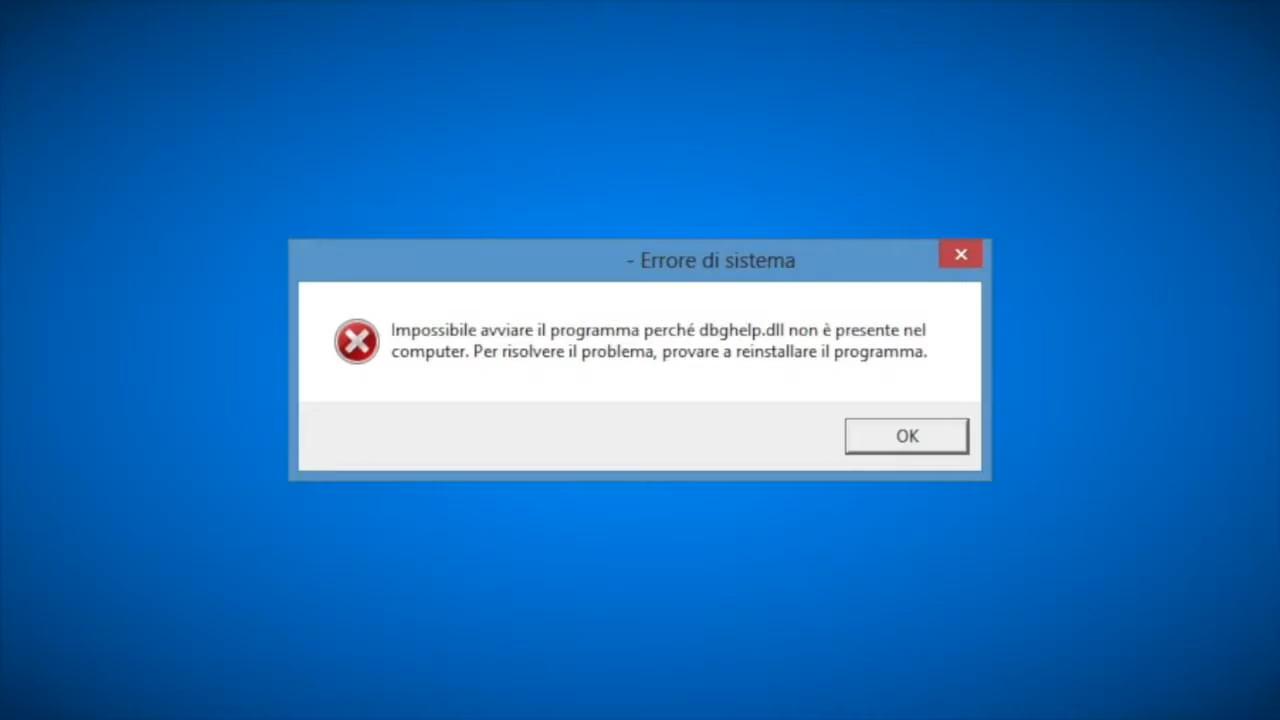 - Errore di sistema
Impossibile avviare il programma perché dbghelp.dll non è presente nel
computer. Per risolvere il problema, provare a reinstallare il programma.
OK